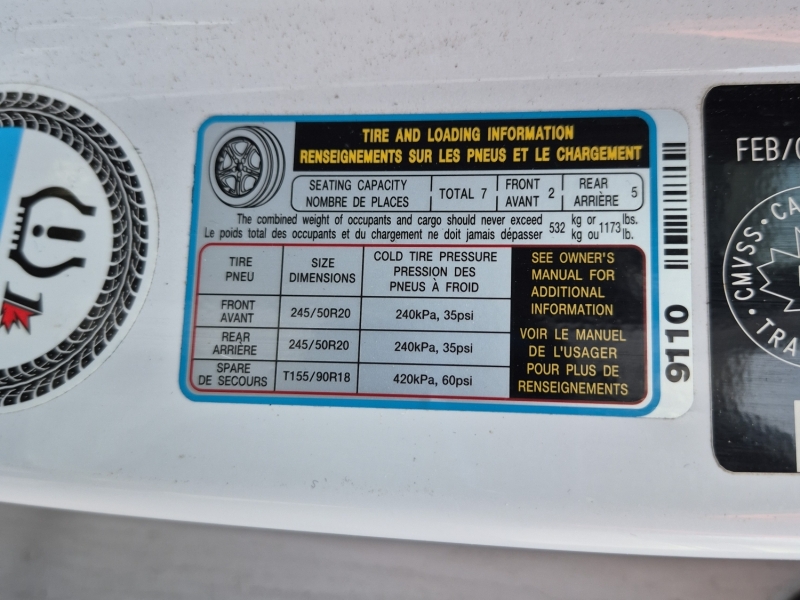 TIRE AND LOADING INFORMATION
RENSEIGNEMENTS SUR LES PNEUS ET LE CHARGEMENT
SEATING CAPACITY
NOMBRE DE PLACES
TOTAL 7
FRONT
AVANT
2
REAR
ARRIÈRE
5
The combined weight of occupants and cargo should never exceed
Le poids total des occupants et du chargement ne doit jamais dépasser
532
kg or
kg ou
1173
lbs.
lb.
TIRE
PNEU
SIZE
DIMENSIONS
COLD TIRE PRESSURE
PRESSION DES
PNEUS À FROID
FRONT
AVANT
245/50R20
240kPa, 35psi
REAR
ARRIÈRE
245/50R20
240kPa, 35psi
SPARE
DE SECOURS
T155/90R18
420kPa, 60psi
SEE OWNER'S
MANUAL FOR
ADDITIONAL
INFORMATION
VOIR LE MANUEL
DE L'USAGER
POUR PLUS DE
RENSEIGNEMENTS
9110
FEB/
CMVSS
CA
TRA